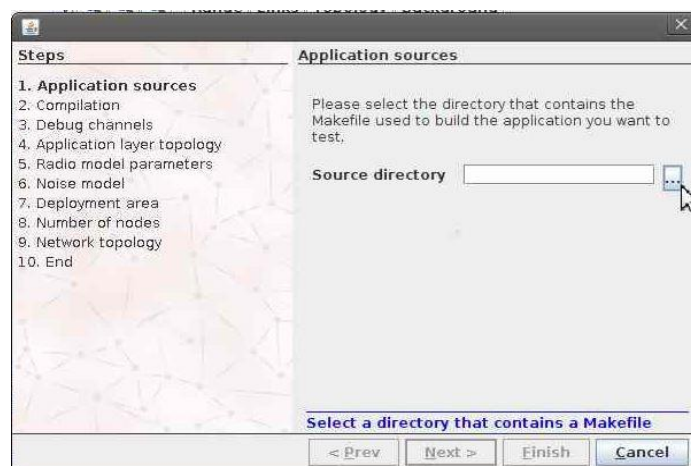 Steps
1. Application sources
2. Compilation
3. Debug channels
4. Application layer topology
5. Radio model parameters
6. Noise model
7. Deployment area
8. Number of nodes
9. Network topology
10. End
Application sources
Please select the directory that contains the
Makefile used to build the application you want to
test.
Source directory
...
Select a directory that contains a Makefile
< Prev
Next >
Finish
Cancel